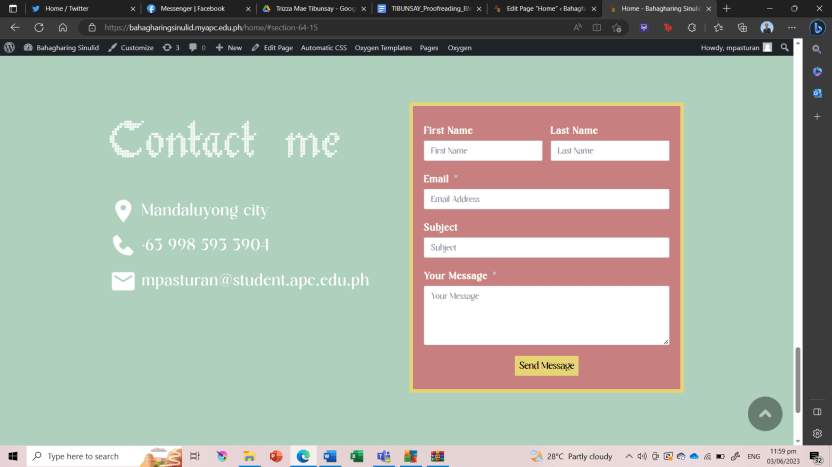 Home / Twitter
Messenger | Facebook
Trizza Mae Tibunsay - Goog
TIBUNSAY_Proofreading_BM
Edit Page "Home" ‹ Bahagh
Home - Bahagharing Sinulid
https://bahagharingsinulid.myapc.edu.ph/home/#section-64-15
Bahagharing Sinulid
Customize
3
0
New
Edit Page
Automatic CSS
Oxygen Templates
Pages
Oxygen
Howdy, mpasturan
Contact me
Mandaluyong city
+63 998 593 3904
mpasturan@student.apc.edu.ph
First Name
Last Name
First Name
Last Name
Email *
Email Address
Subject
Subject
Your Message *
Your Message
Send Message
Type here to search
28°C Partly cloudy
ENG
11:59 pm
03/06/2023
32